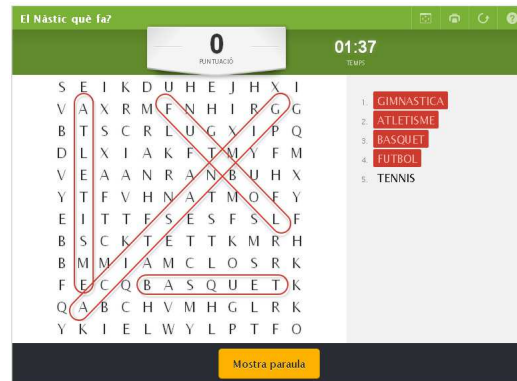 El Nàstic què fa?
0
PUNTUACIÓ
01:37
TEMPS
S E I K D U H E J H X I
V A X R M F N H I R G G
B T S C R L U G X I P Q
D L X I A K F T M Y F M
V E A A N R A N B U H X
Y T F V H N A T M O F Y
E I T T F S E S F S L F
B S C K T E T T K M R H
B M M I A M C L O S R K
F E C Q B A S Q U E T K
Q A B C H V M H G L R K
Y K I E L W Y L P T F O
1. GIMNASTICA
2. ATLETISME
3. BASQUET
4. FUTBOL
5. TENNIS
Mostra paraula